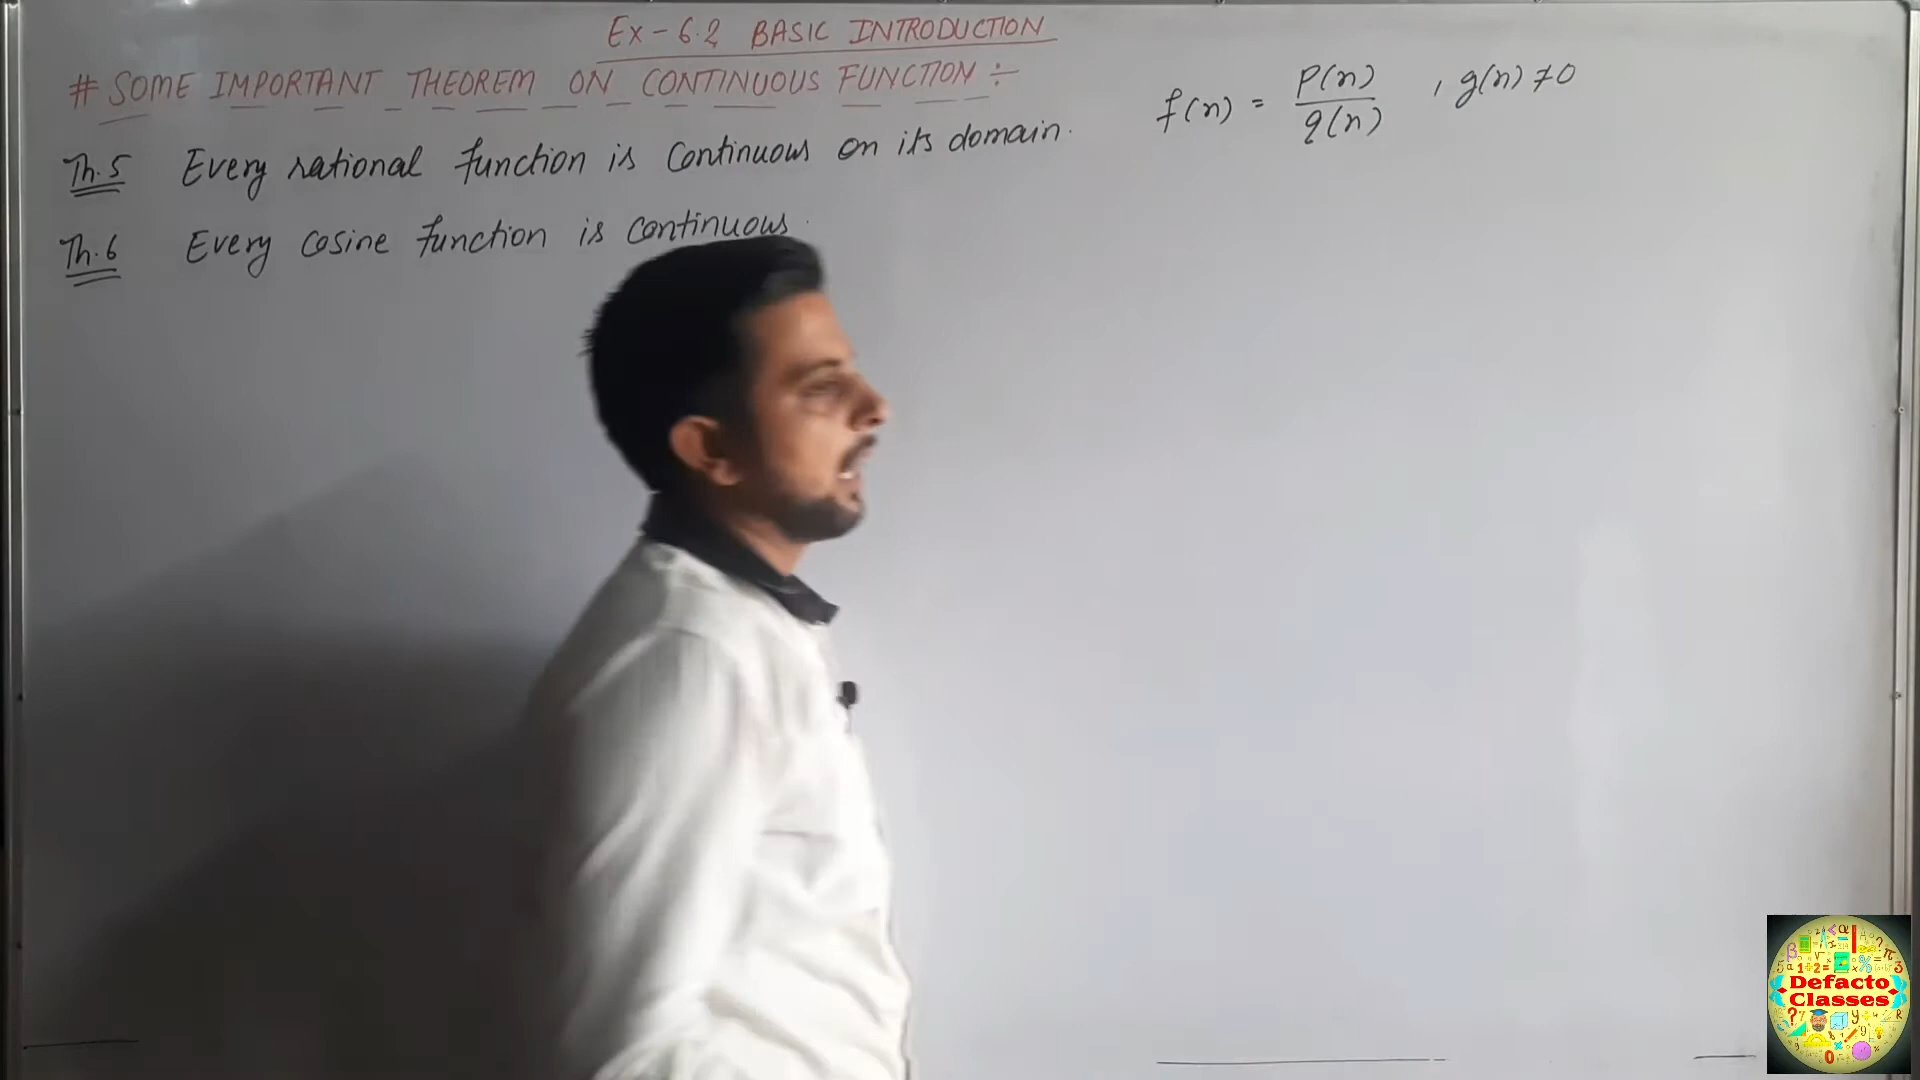 Ex - 6.2 BASIC INTRODUCTION
# SOME IMPORTANT THEOREM ON CONTINUOUS FUNCTION :-
Th.5 Every rational function is Continuous on its domain.
Th.6 Every Cosine function is Continuous.
f(n) = P(n) / q(n) , g(n) ≠ 0
Defacto
Classes